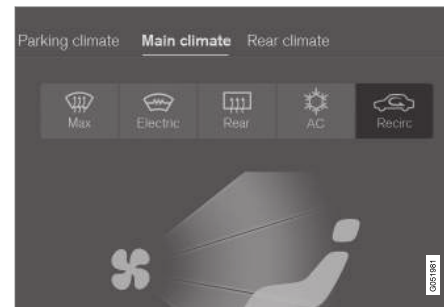 Parking climate Main climate Rear climate
Max Electric Rear AC Recirc
G051981